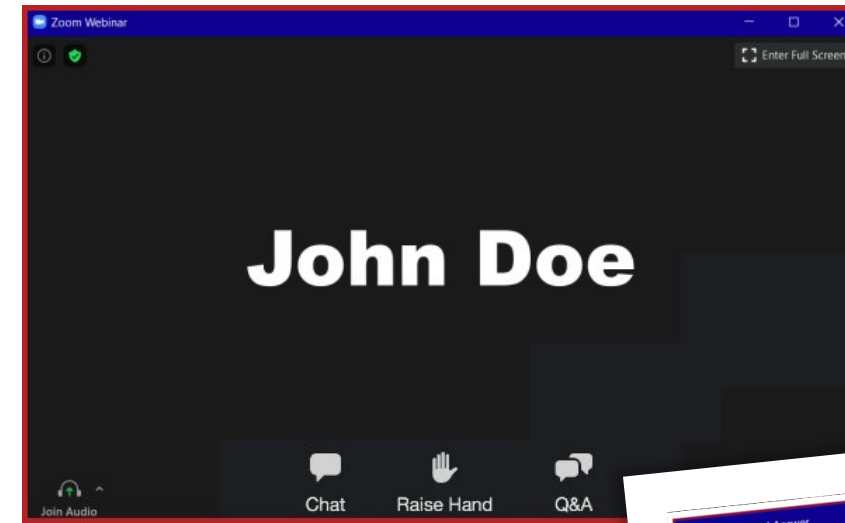 Zoom Webinar
Enter Full Screen
John Doe
Chat
Raise Hand
Q&A
Join Audio